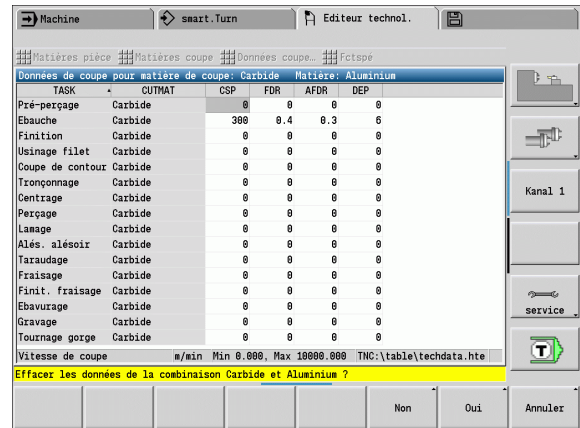 Machine smart.Turn Editeur technol.
Matières pièce Matières coupe Données coupe… Fctspe
Données de coupe pour matière de coupe: Carbide Matière: Aluminium
TASK CUTMAT CSP FDR AFDR DEP
Pré-perçage Carbide 0 0 0 0
Ebauche Carbide 300 0.4 0.3 6
Finition Carbide 0 0 0 0
Usinage filet Carbide 0 0 0 0
Coupe de contour Carbide 0 0 0 0
Tronçonnage Carbide 0 0 0 0
Centrage Carbide 0 0 0 0
Perçage Carbide 0 0 0 0
Lamage Carbide 0 0 0 0
Alés. alésoir Carbide 0 0 0 0
Taraudage Carbide 0 0 0 0
Fraisage Carbide 0 0 0 0
Finit. fraisage Carbide 0 0 0 0
Ebavurage Carbide 0 0 0 0
Gravage Carbide 0 0 0 0
Tournage gorge Carbide 0 0 0 0
Vitesse de coupe m/min Min 0.000, Max 10000.000 TNC:\table\techdata.hte
Effacer les données de la combinaison Carbide et Aluminium ?
Kanal 1
service
T
Non Oui Annuler